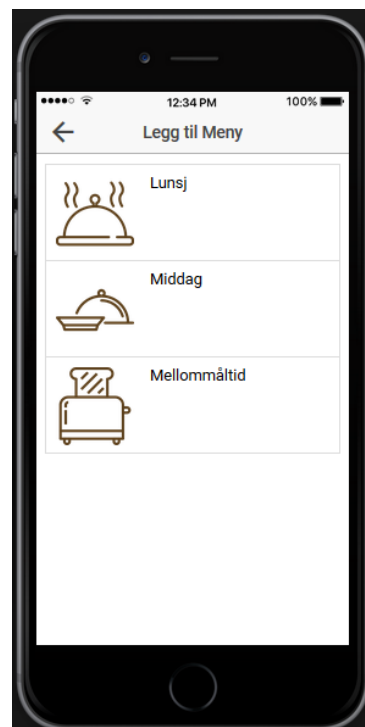 12:34 PM
100%
Legg til Meny
Lunsj
Middag
Mellommåltid